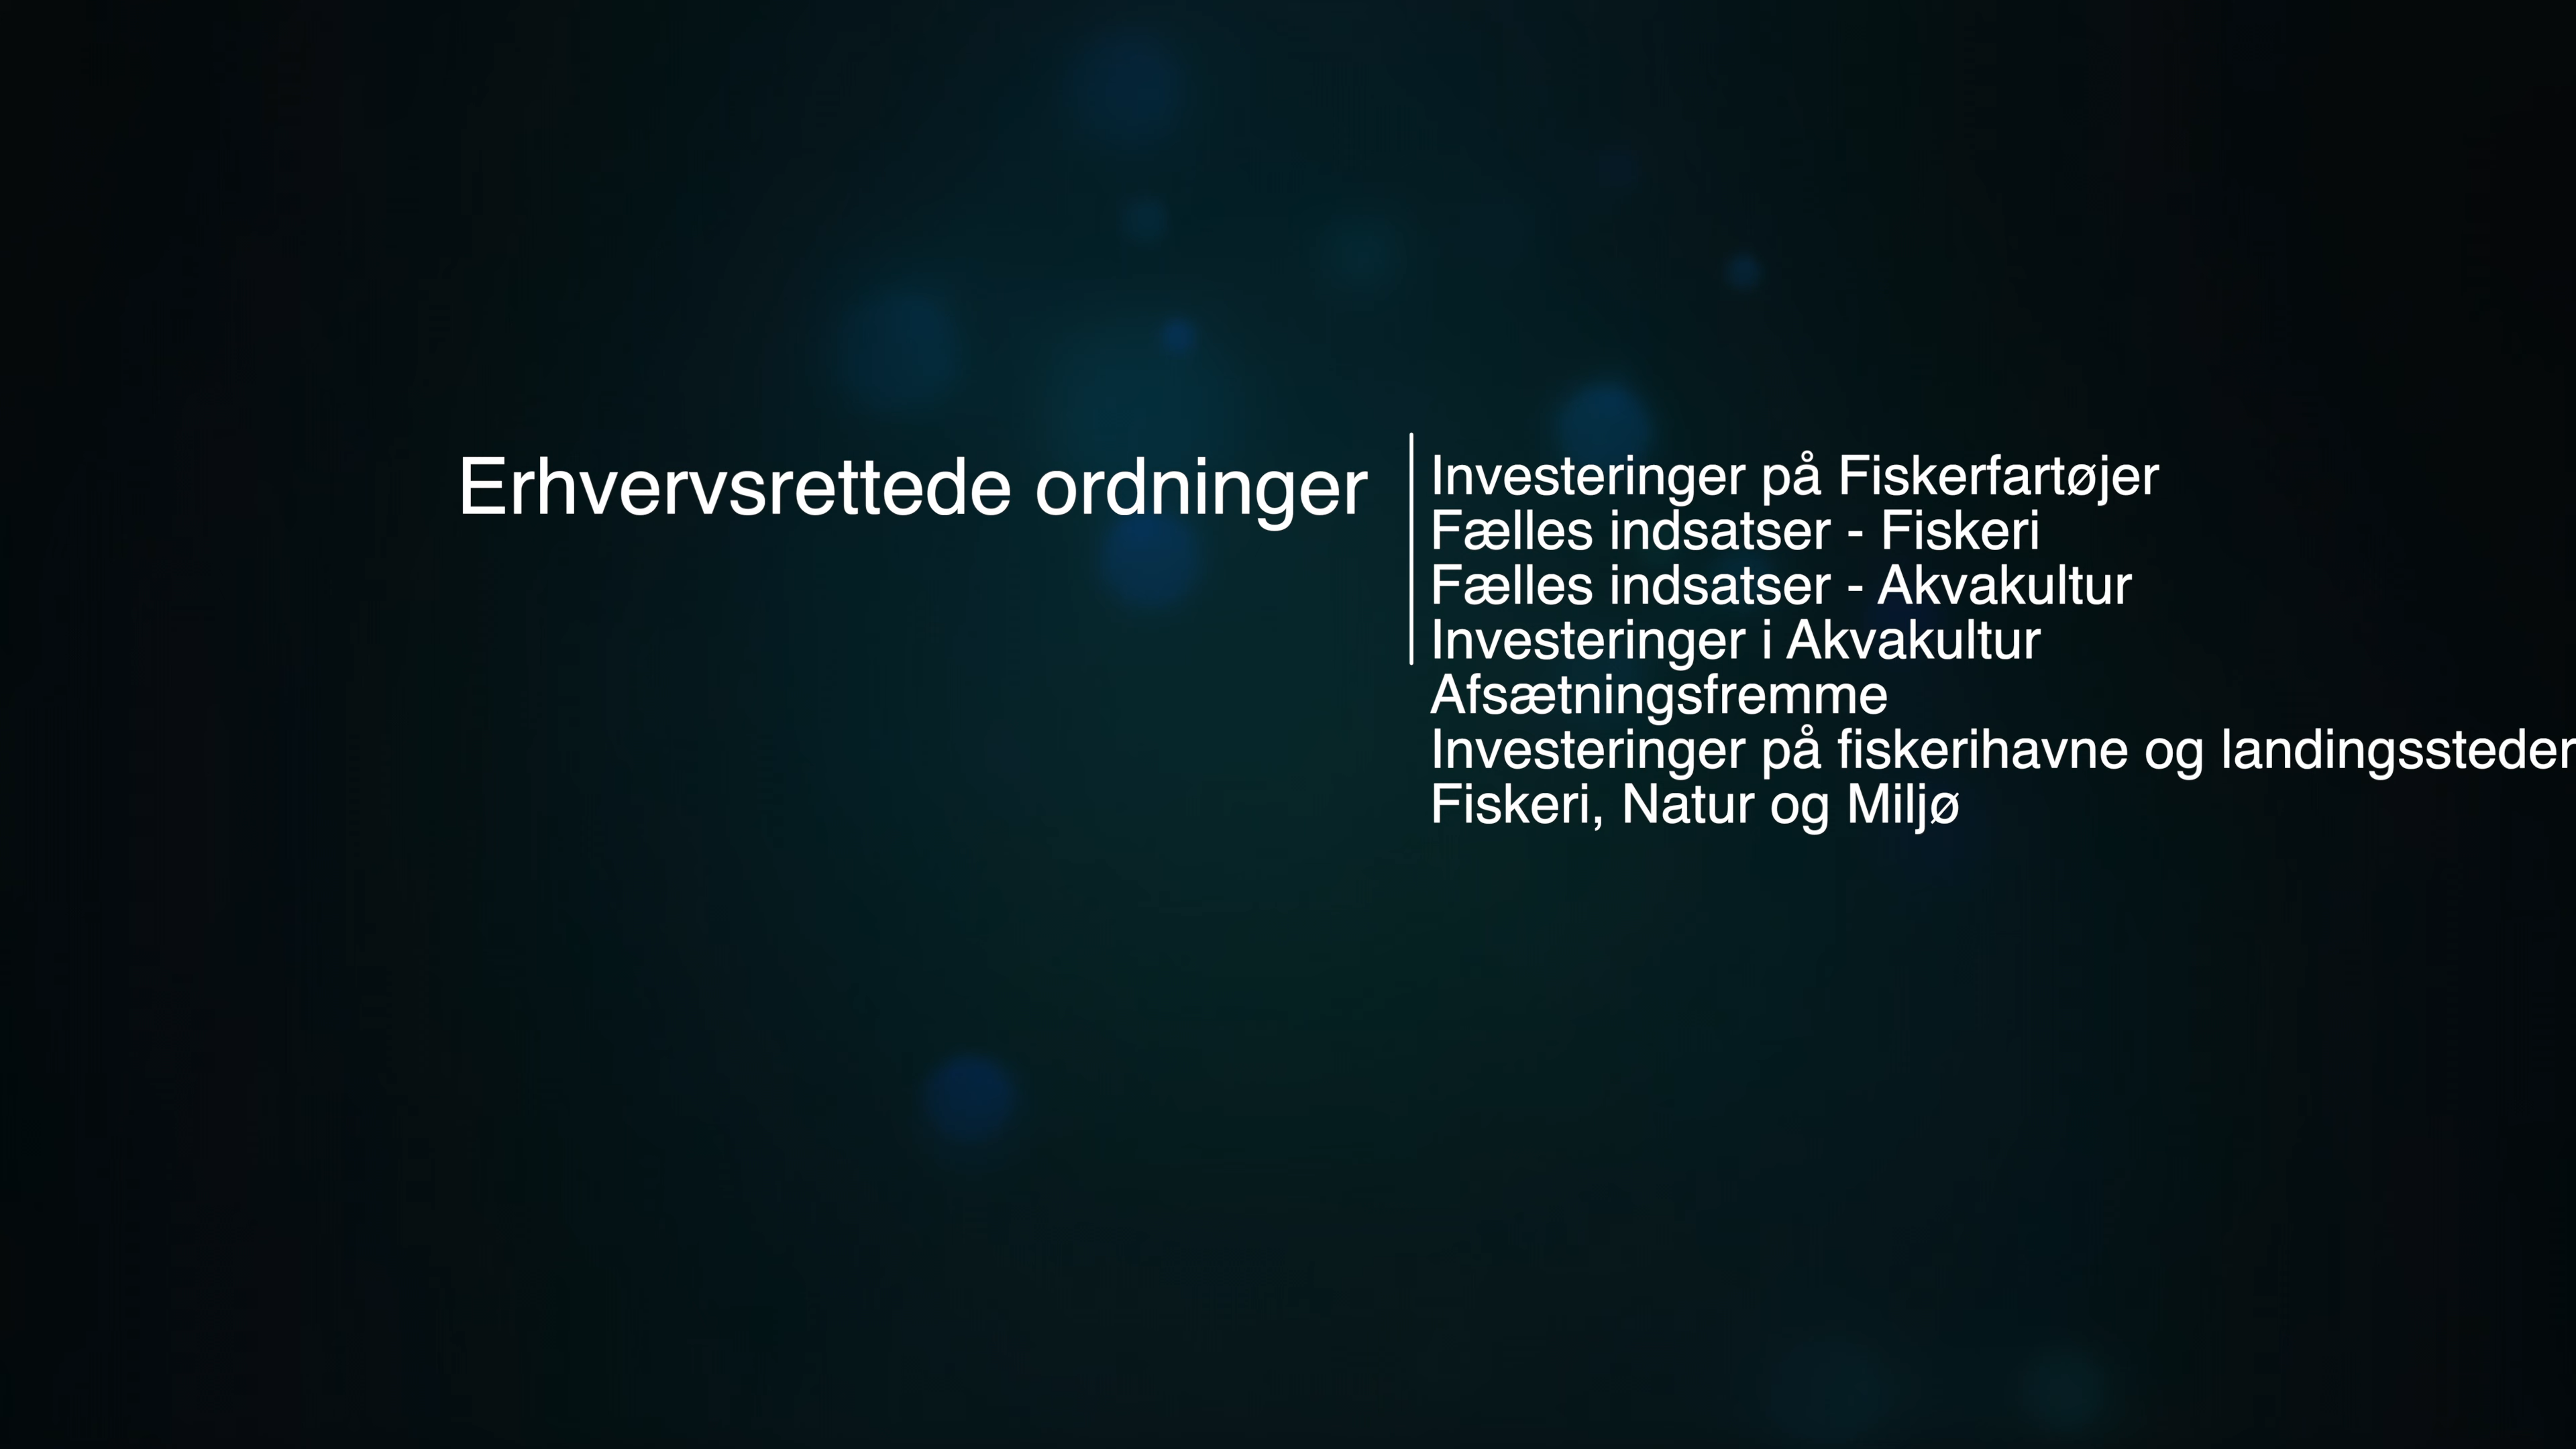 Erhvervsrettede ordninger
Investeringer på Fiskerfartøjer
Fælles indsatser - Fiskeri
Fælles indsatser - Akvakultur
Investeringer i Akvakultur
Afsætningsfremme
Investeringer på fiskerihavne og landingssteder
Fiskeri, Natur og Miljø